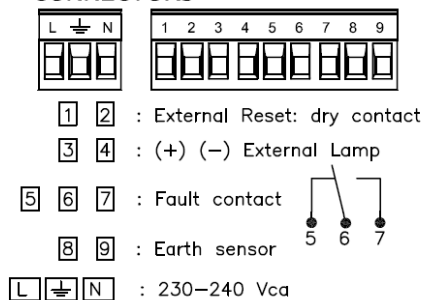 L ⏚ N 1 2 3 4 5 6 7 8 9
1 2 : External Reset: dry contact
3 4 : (+) (−) External Lamp
5 6 7 : Fault contact
5 6 7
8 9 : Earth sensor
L ⏚ N : 230−240 Vca